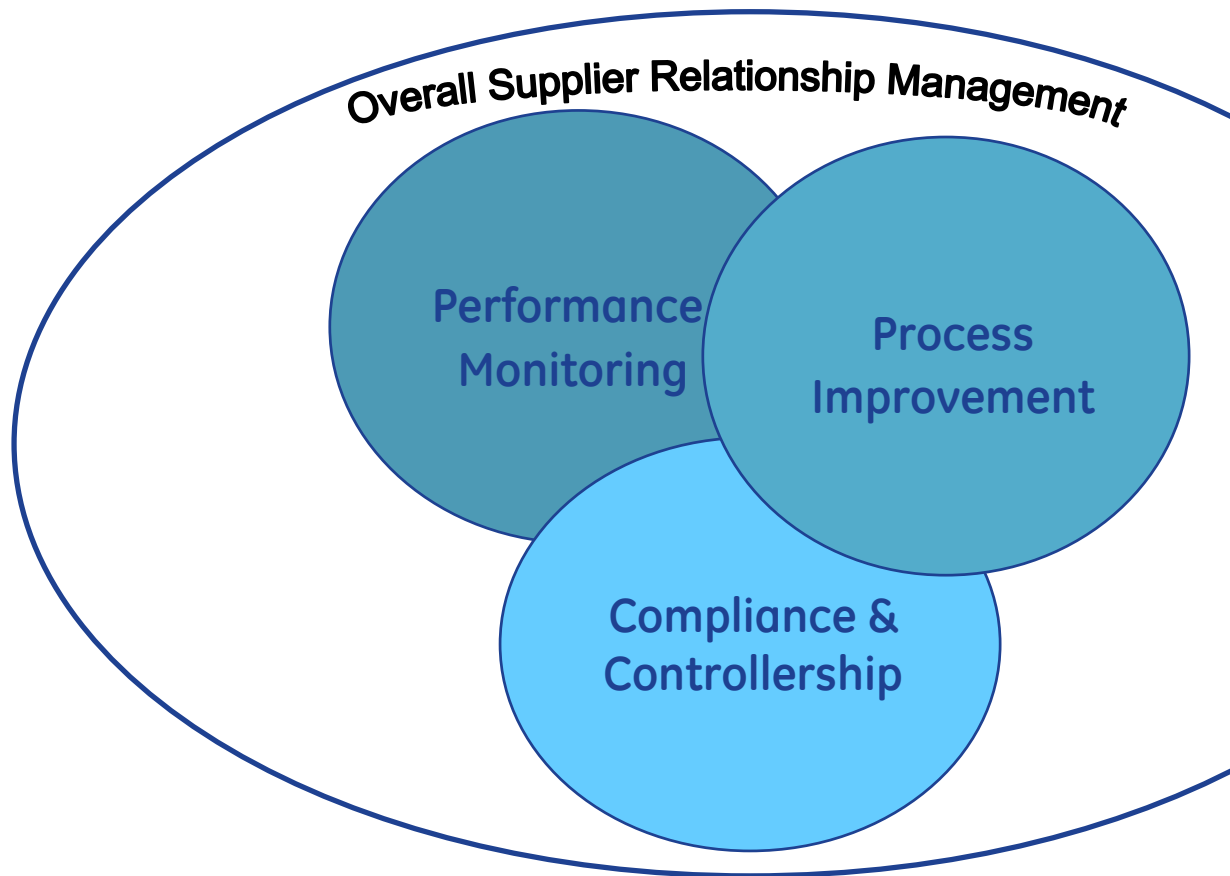 Overall Supplier Relationship Management
Performance
Monitoring
Process
Improvement
Compliance &
Controllership